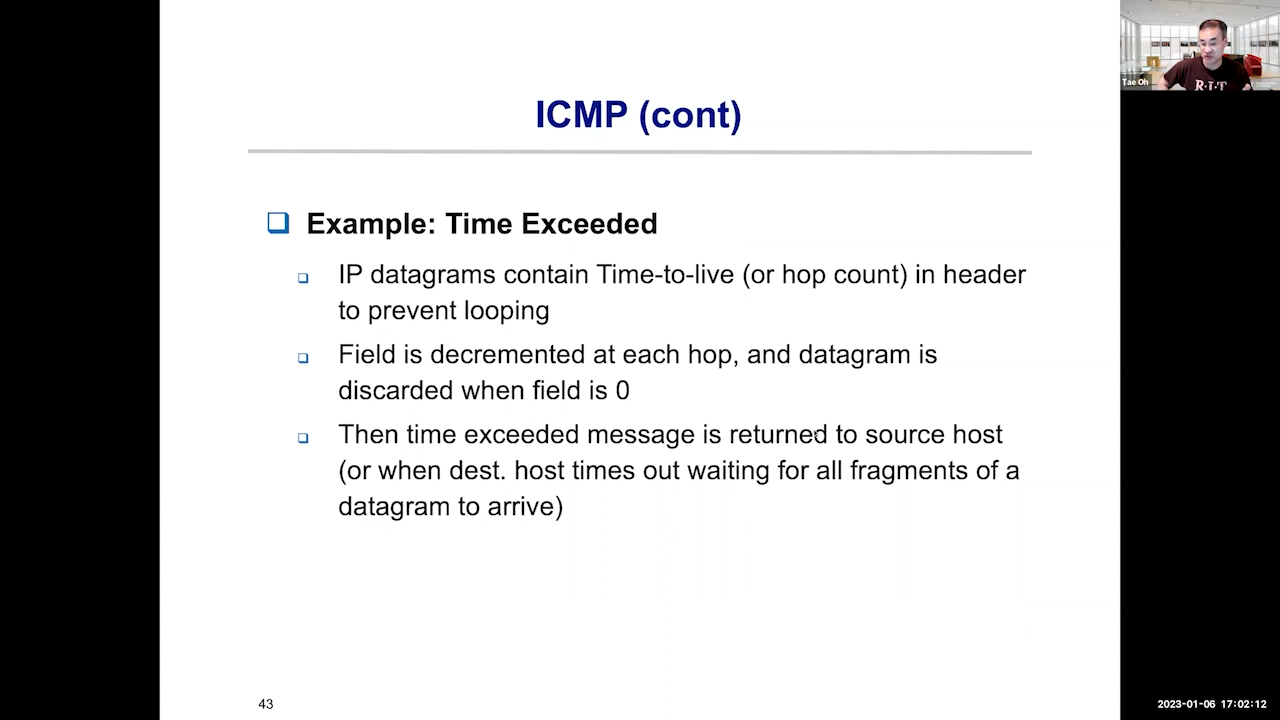 ICMP (cont)
Example: Time Exceeded
IP datagrams contain Time-to-live (or hop count) in header
to prevent looping
Field is decremented at each hop, and datagram is
discarded when field is 0
Then time exceeded message is returned to source host
(or when dest. host times out waiting for all fragments of a
datagram to arrive)
43
Tae Oh
R·I·T
2023-01-06 17:02:12